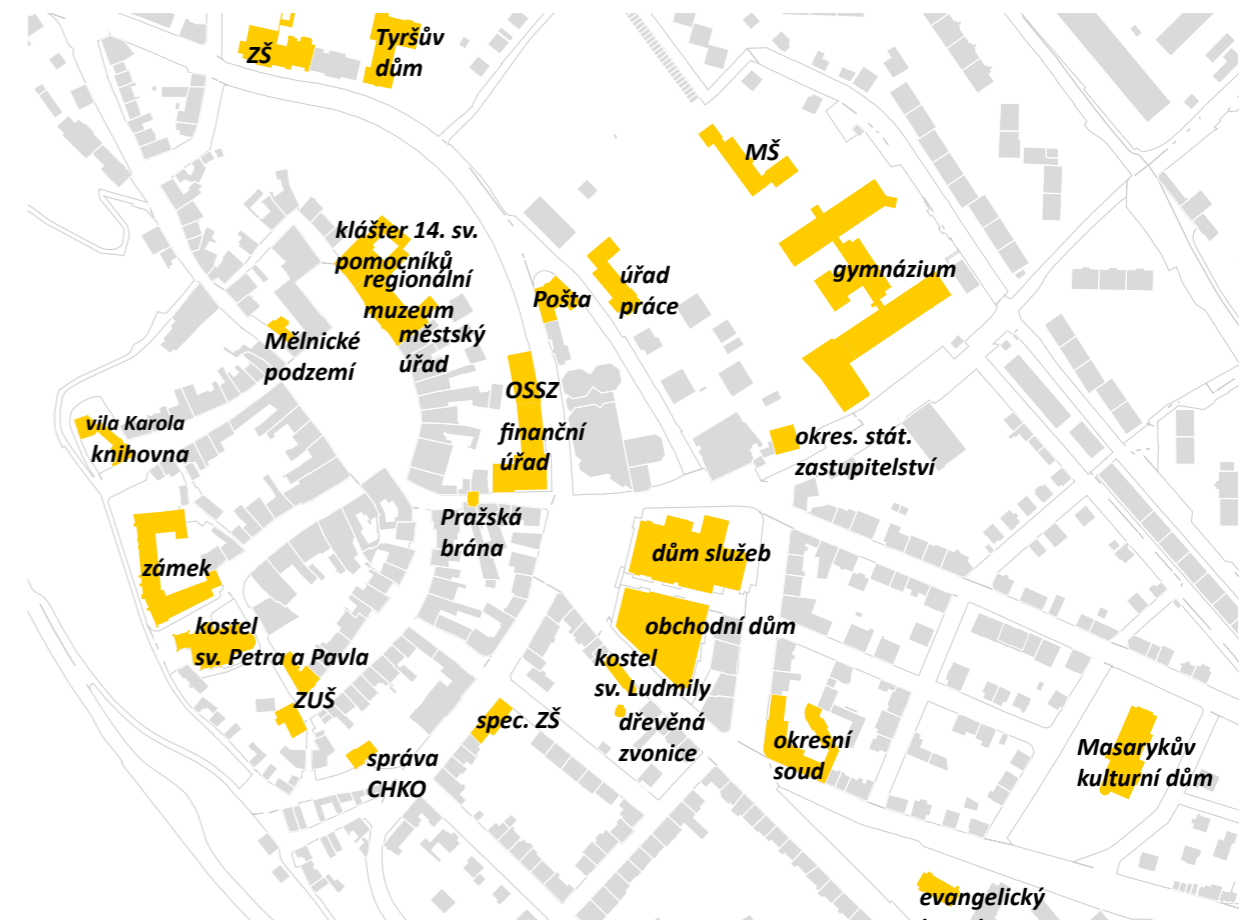 Tyršův
dům
ZŠ
MŠ
klášter 14. sv.
pomocníků
regionální
muzeum
městský
úřad
gymnázium
úřad
práce
Pošta
Mělnické
podzemí
OSSZ
finanční
úřad
vila Karola
knihovna
okres. stát.
zastupitelství
Pražská
brána
dům služeb
zámek
kostel
sv. Petra a Pavla
obchodní dům
kostel
sv. Ludmily
ZUŠ
spec. ZŠ
dřevěná
zvonice
okresní
soud
Masarykův
kulturní dům
správa
CHKO
evangelický